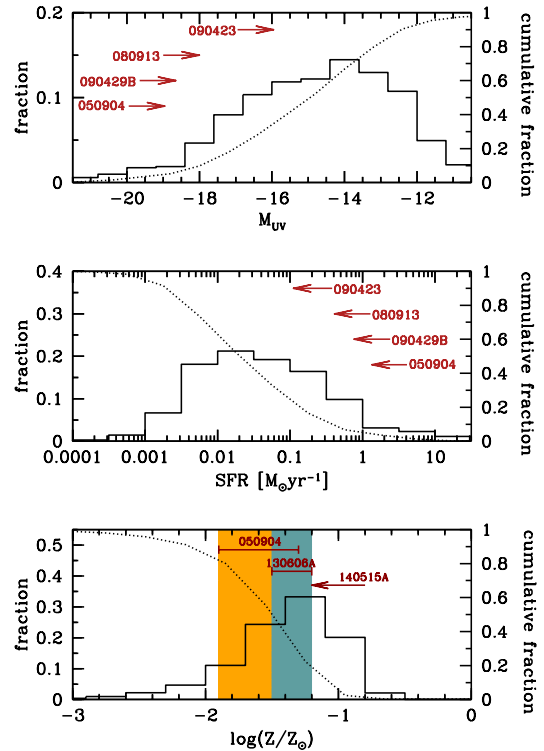 0.2
0.1
0
fraction
090423
080913
090429B
050904
1
0.8
0.6
0.4
0.2
0
cumulative fraction
−20 −18 −16 −14 −12
M_UV
0.4
0.3
0.2
0.1
0
fraction
090423
080913
090429B
050904
1
0.8
0.6
0.4
0.2
0
cumulative fraction
0.0001 0.001 0.01 0.1 1 10
SFR [M⊙yr⁻¹]
0.5
0.4
0.3
0.2
0.1
0
fraction
050904
130606A
140515A
1
0.8
0.6
0.4
0.2
0
cumulative fraction
−3 −2 −1 0
log(Z/Z⊙)